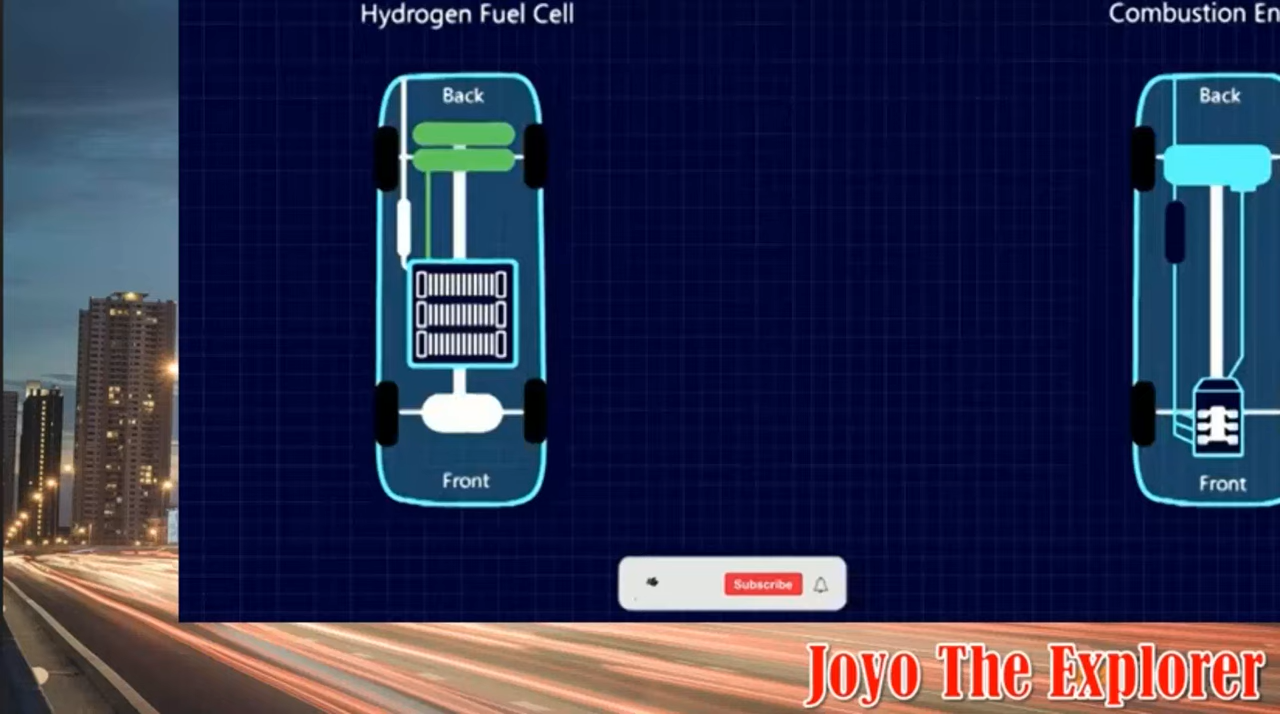 Hydrogen Fuel Cell
Combustion En
Back
Back
Front
Front
Subscribe
Joyo The Explorer